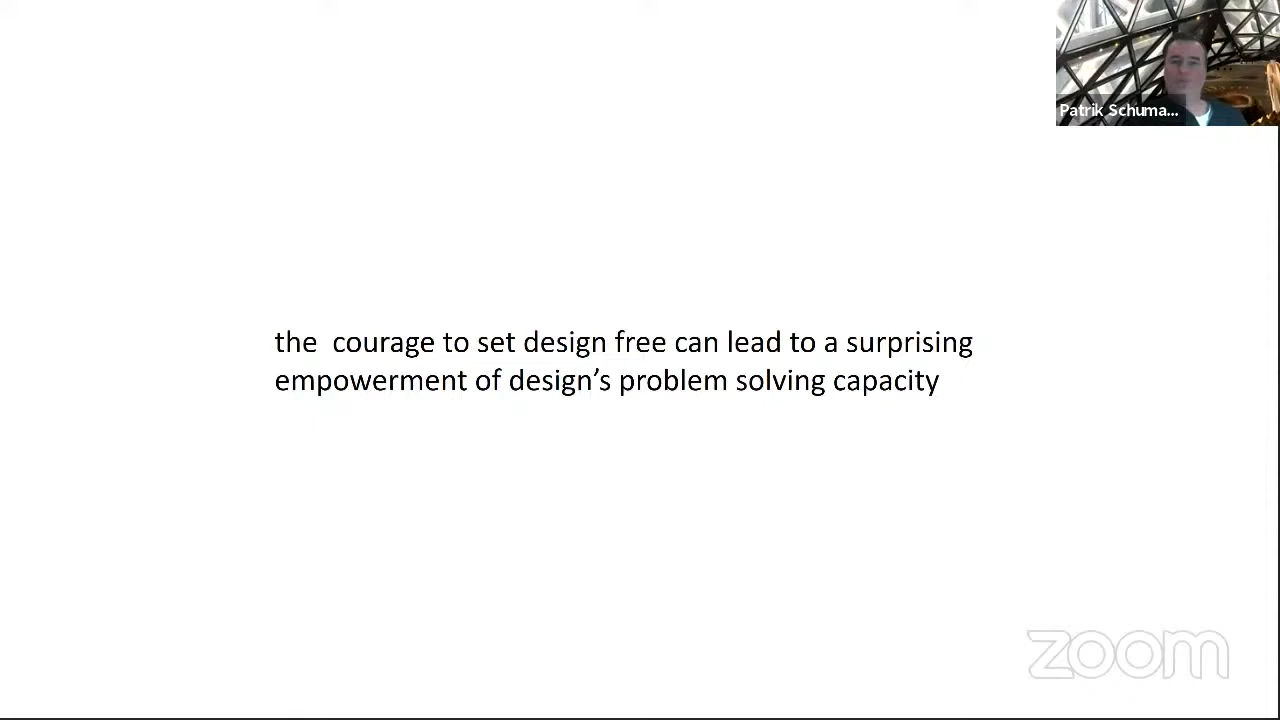 Patrik Schuma...
the  courage to set design free can lead to a surprising
empowerment of design’s problem solving capacity
zoom